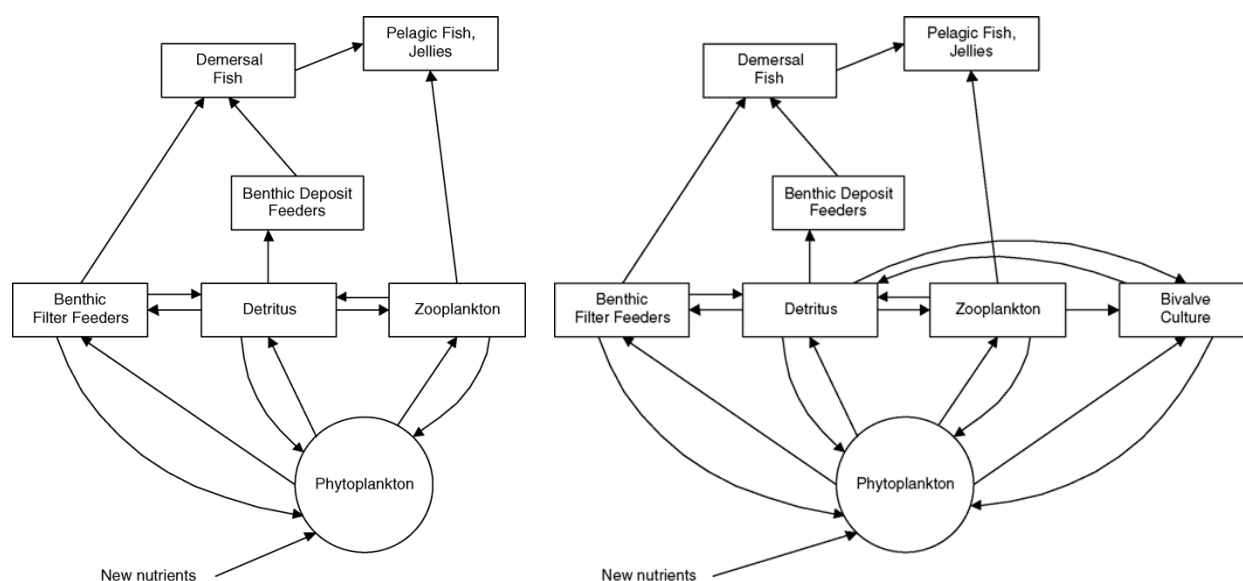 Pelagic Fish,
Jellies
Demersal
Fish
Benthic Deposit
Feeders
Benthic
Filter Feeders
Detritus
Zooplankton
Phytoplankton
New nutrients
Pelagic Fish,
Jellies
Demersal
Fish
Benthic Deposit
Feeders
Benthic
Filter Feeders
Detritus
Zooplankton
Bivalve
Culture
Phytoplankton
New nutrients